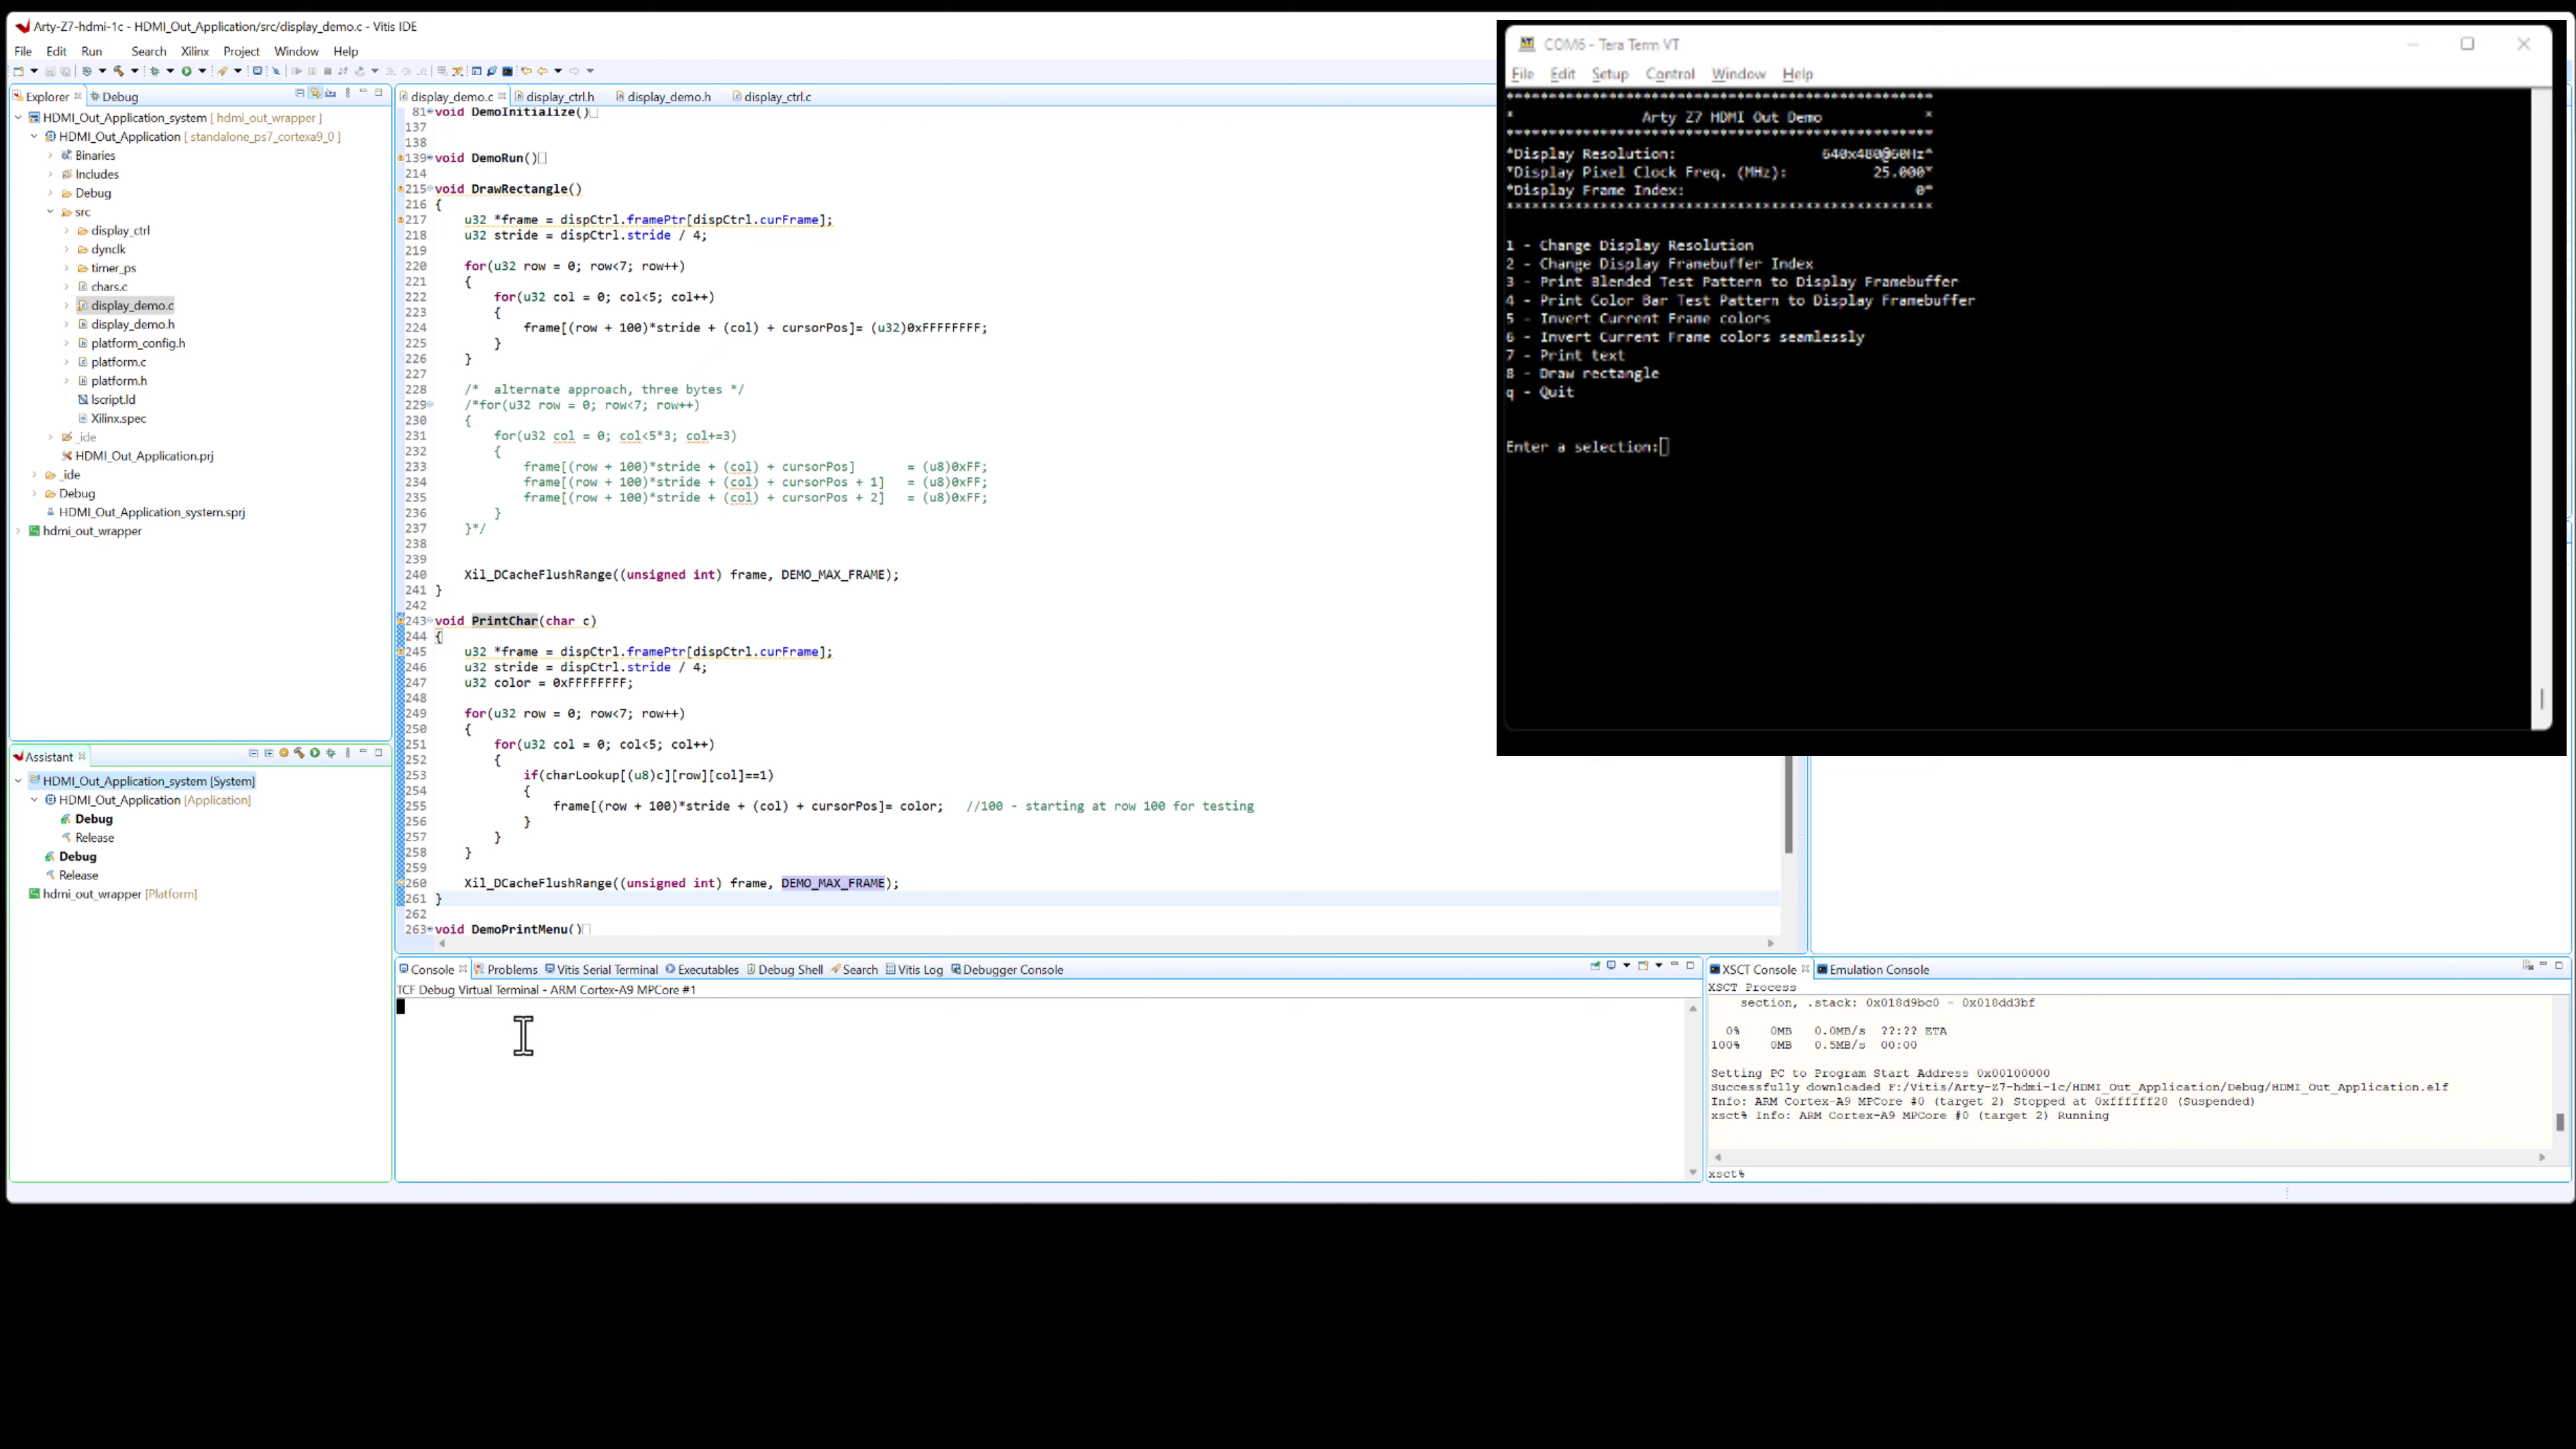 Arty-Z7-hdmi-1c - HDMI_Out_Application/src/display_demo.c - Vitis IDE
File Edit Run Search Xilinx Project Window Help
Explorer Debug
HDMI_Out_Application_system [ hdmi_out_wrapper ]
HDMI_Out_Application [ standalone_ps7_cortexa9_0 ]
Binaries
Includes
Debug
src
display_ctrl
dynclk
timer_ps
chars.c
display_demo.c
display_demo.h
platform_config.h
platform.c
platform.h
lscript.ld
Xilinx.spec
_ide
HDMI_Out_Application.prj
_ide
Debug
HDMI_Out_Application_system.sprj
hdmi_out_wrapper
Assistant
HDMI_Out_Application_system [System]
HDMI_Out_Application [Application]
Debug
Release
Debug
Release
hdmi_out_wrapper [Platform]
display_demo.c display_ctrl.h display_demo.h display_ctrl.c
81 void DemoInitialize()
137
138
139 void DemoRun()
214
215 void DrawRectangle()
216 {
217 u32 *frame = dispCtrl.framePtr[dispCtrl.curFrame];
218 u32 stride = dispCtrl.stride / 4;
219
220 for(u32 row = 0; row<7; row++)
221 {
222 for(u32 col = 0; col<5; col++)
223 {
224 frame[(row + 100)*stride + (col) + cursorPos]= (u32)0xFFFFFFFF;
225 }
226 }
227
228 /* alternate approach, three bytes */
229 /*for(u32 row = 0; row<7; row++)
230 {
231 for(u32 col = 0; col<5*3; col+=3)
232 {
233 frame[(row + 100)*stride + (col) + cursorPos] = (u8)0xFF;
234 frame[(row + 100)*stride + (col) + cursorPos + 1] = (u8)0xFF;
235 frame[(row + 100)*stride + (col) + cursorPos + 2] = (u8)0xFF;
236 }
237 }*/
238
239
240 Xil_DCacheFlushRange((unsigned int) frame, DEMO_MAX_FRAME);
241 }
242
243 void PrintChar(char c)
244 {
245 u32 *frame = dispCtrl.framePtr[dispCtrl.curFrame];
246 u32 stride = dispCtrl.stride / 4;
247 u32 color = 0xFFFFFFFF;
248
249 for(u32 row = 0; row<7; row++)
250 {
251 for(u32 col = 0; col<5; col++)
252 {
253 if(charLookup[(u8)c][row][col]==1)
254 {
255 frame[(row + 100)*stride + (col) + cursorPos]= color; //100 - starting at row 100 for testing
256 }
257 }
258 }
259
260 Xil_DCacheFlushRange((unsigned int) frame, DEMO_MAX_FRAME);
261 }
262
263 void DemoPrintMenu()
COM6 - Tera Term VT
File Edit Setup Control Window Help
**************************************************
* Arty Z7 HDMI Out Demo *
**************************************************
*Display Resolution: 640x480@60Hz*
*Display Pixel Clock Freq. (MHz): 25.000*
*Display Frame Index: 0*
**************************************************
1 - Change Display Resolution
2 - Change Display Framebuffer Index
3 - Print Blended Test Pattern to Display Framebuffer
4 - Print Color Bar Test Pattern to Display Framebuffer
5 - Invert Current Frame colors
6 - Invert Current Frame colors seamlessly
7 - Print text
8 - Draw rectangle
q - Quit
Enter a selection:
Console Problems Vitis Serial Terminal Executables Debug Shell Search Vitis Log Debugger Console
TCF Debug Virtual Terminal - ARM Cortex-A9 MPCore #1
XSCT Console Emulation Console
XSCT Process
section, .stack: 0x018d9bc0 - 0x018dd3bf
0% 0MB 0.0MB/s ??:?? ETA
100% 0MB 0.5MB/s 00:00
Setting PC to Program Start Address 0x00100000
Successfully downloaded F:/Vitis/Arty-Z7-hdmi-1c/HDMI_Out_Application/Debug/HDMI_Out_Application.elf
Info: ARM Cortex-A9 MPCore #0 (target 2) Stopped at 0xffffff28 (Suspended)
xsct% Info: ARM Cortex-A9 MPCore #0 (target 2) Running
xsct%